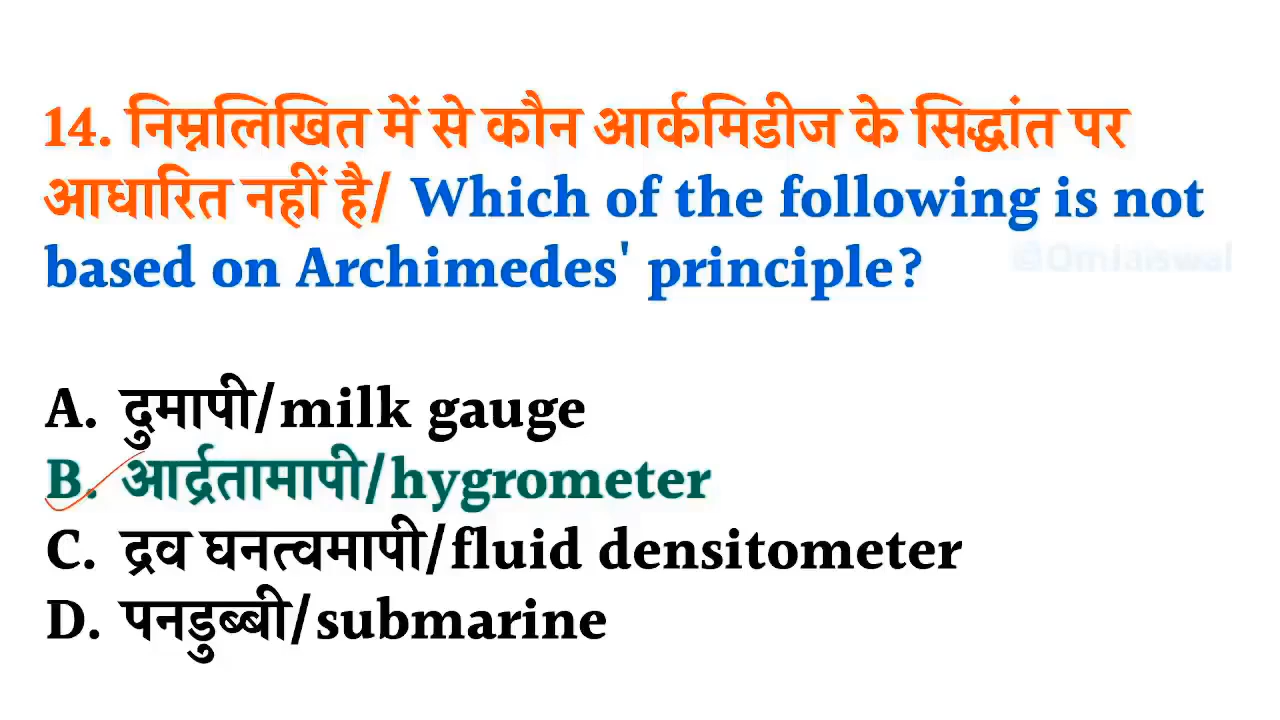 14. निम्नलिखित में से कौन आर्कमिडीज के सिद्धांत पर
आधारित नहीं है/ Which of the following is not
based on Archimedes' principle?
@Omjaiswal
A. दुमापी/milk gauge
B. आर्द्रतामापी/hygrometer
C. द्रव घनत्वमापी/fluid densitometer
D. पनडुब्बी/submarine